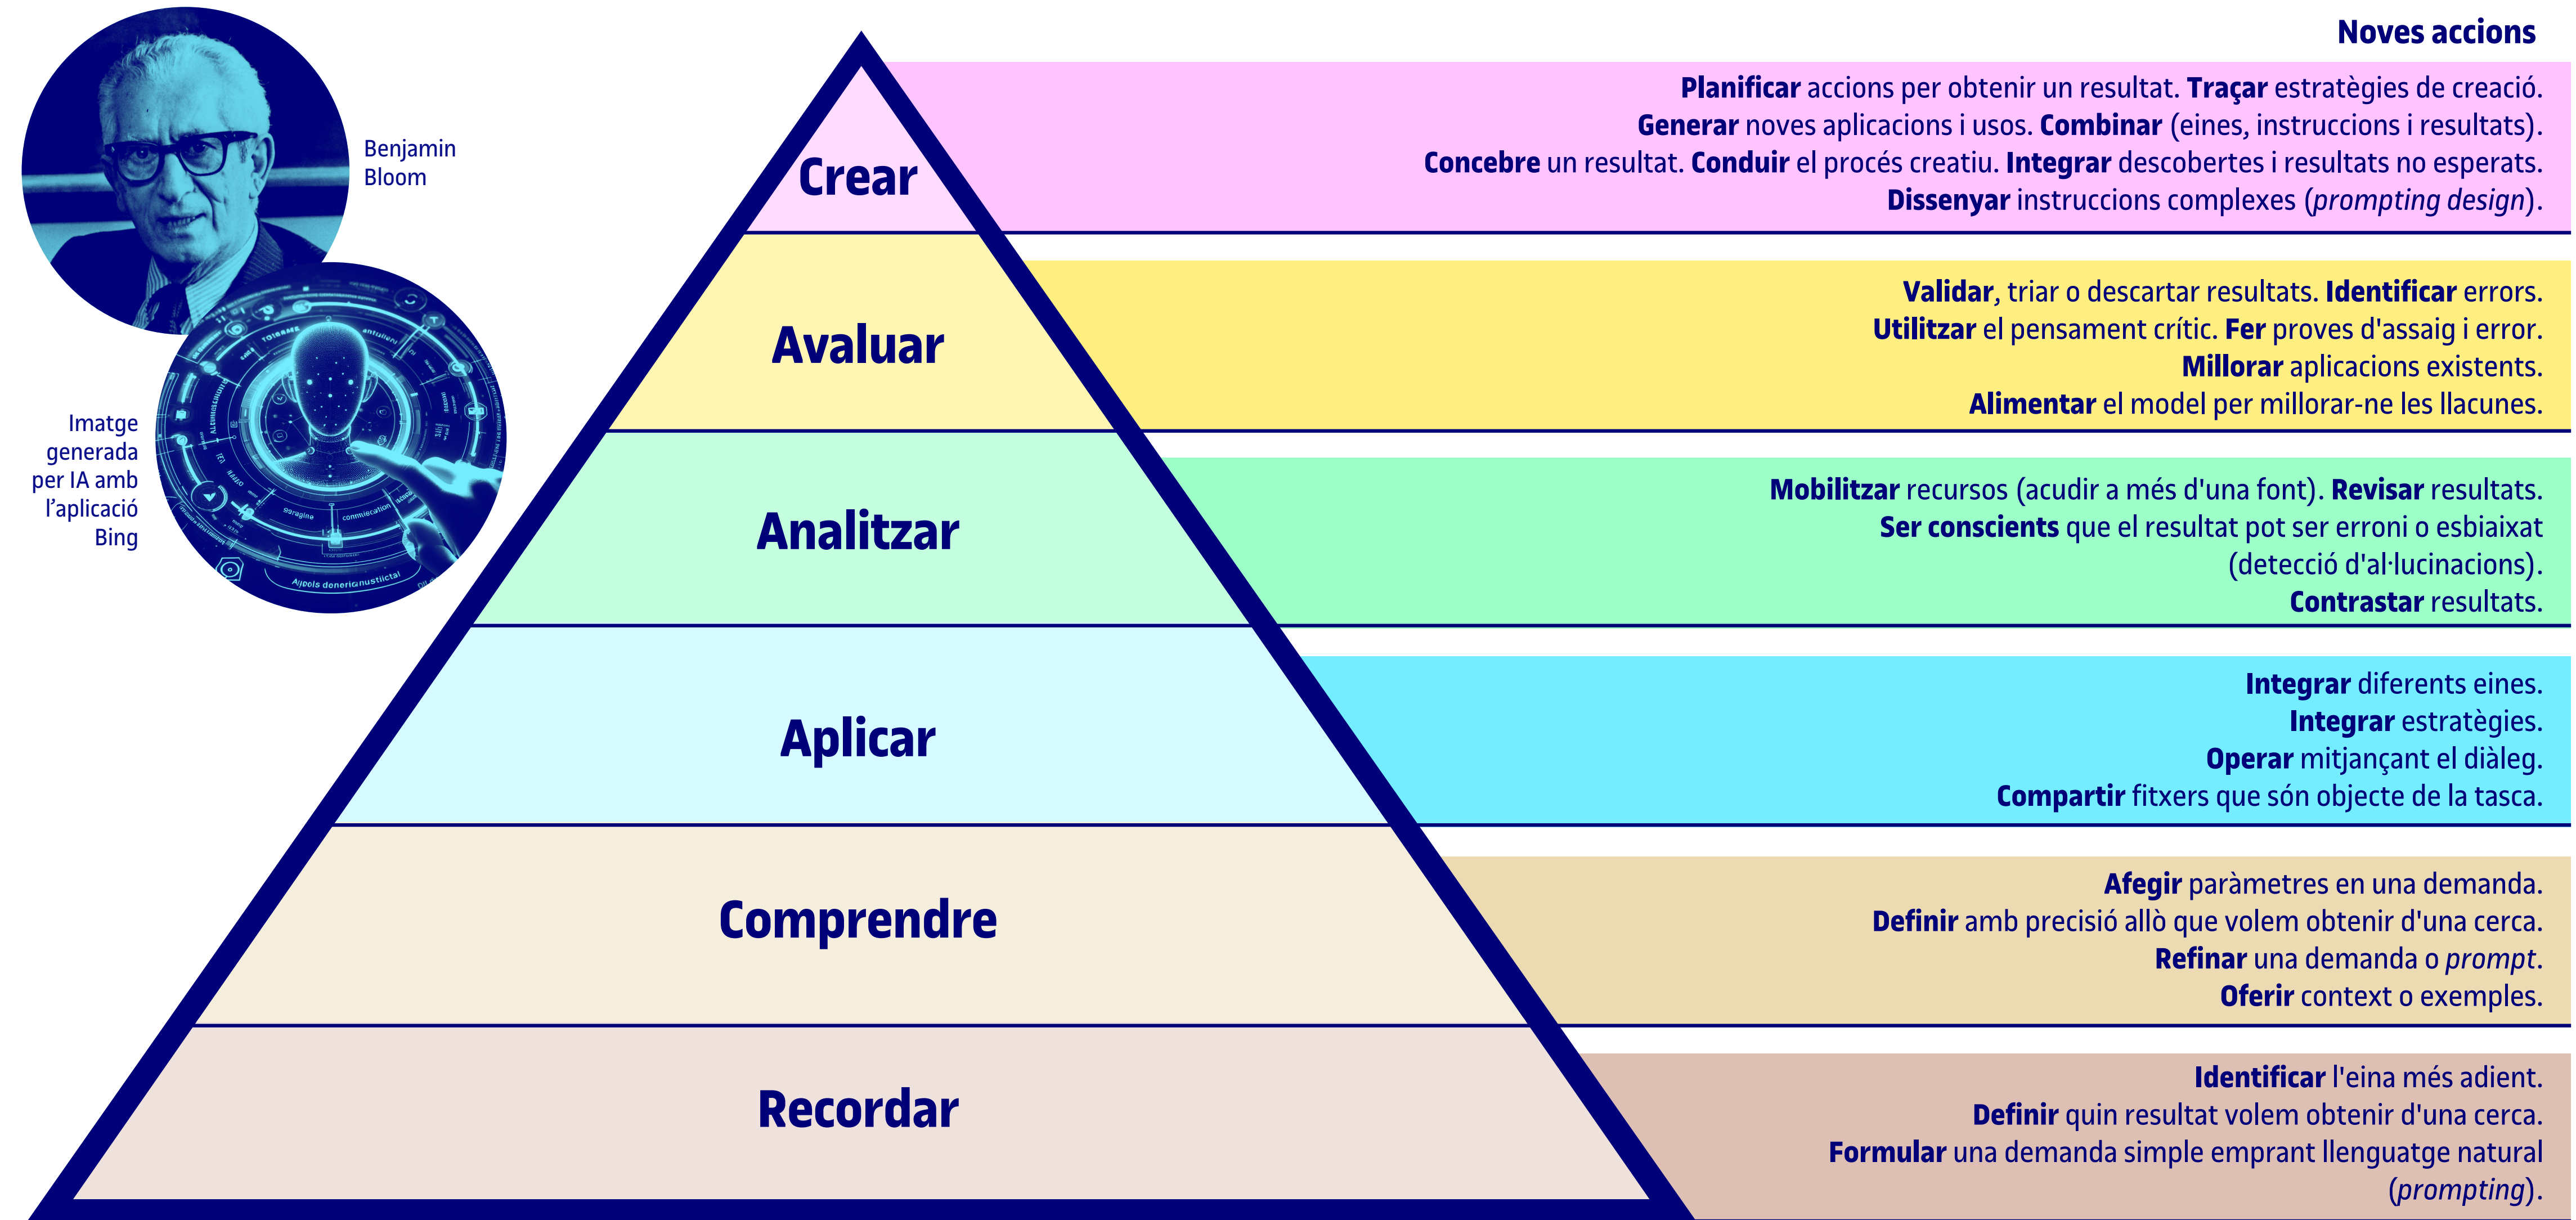 Noves accions
Benjamin
Bloom
Imatge
generada
per IA amb
l’aplicació
Bing
Crear
Planificar accions per obtenir un resultat. Traçar estratègies de creació.
Generar noves aplicacions i usos. Combinar (eines, instruccions i resultats).
Concebre un resultat. Conduir el procés creatiu. Integrar descobertes i resultats no esperats.
Dissenyar instruccions complexes (prompting design).
Avaluar
Validar, triar o descartar resultats. Identificar errors.
Utilitzar el pensament crític. Fer proves d'assaig i error.
Millorar aplicacions existents.
Alimentar el model per millorar-ne les llacunes.
Analitzar
Mobilitzar recursos (acudir a més d'una font). Revisar resultats.
Ser conscients que el resultat pot ser erroni o esbiaixat
(detecció d'al·lucinacions).
Contrastar resultats.
Aplicar
Integrar diferents eines.
Integrar estratègies.
Operar mitjançant el diàleg.
Compartir fitxers que són objecte de la tasca.
Comprendre
Afegir paràmetres en una demanda.
Definir amb precisió allò que volem obtenir d'una cerca.
Refinar una demanda o prompt.
Oferir context o exemples.
Recordar
Identificar l'eina més adient.
Definir quin resultat volem obtenir d'una cerca.
Formular una demanda simple emprant llenguatge natural
(prompting).